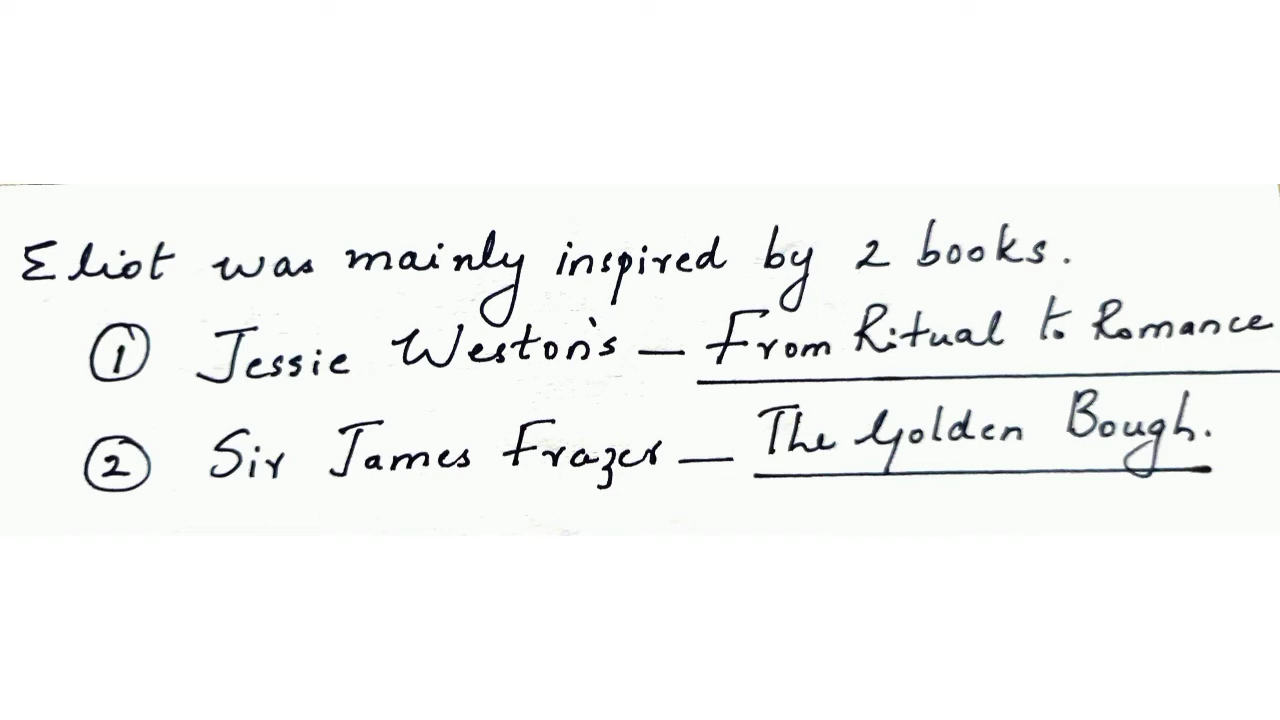 Eliot was mainly inspired by 2 books.
① Jessie Weston's — From Ritual to Romance
② Sir James Frazer — The Golden Bough.